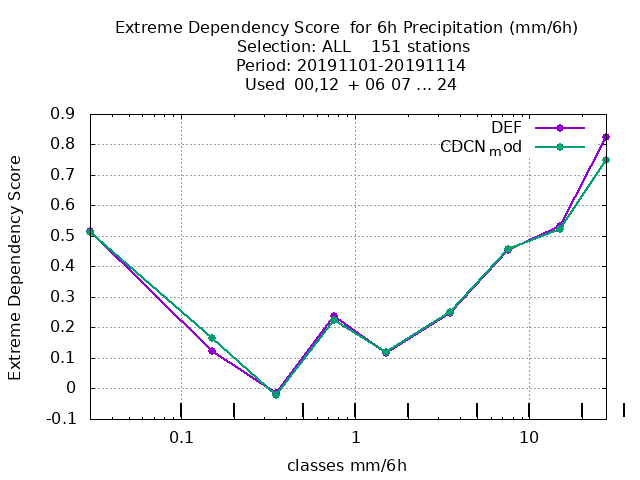 Extreme Dependency Score  for 6h Precipitation (mm/6h)
Selection: ALL    151 stations
Period: 20191101-20191114
Used  00,12  + 06 07 ... 24
DEF
CDCNmod
0.9
0.8
0.7
0.6
0.5
0.4
0.3
0.2
0.1
0
-0.1
Extreme Dependency Score
0.1 1 10
classes mm/6h